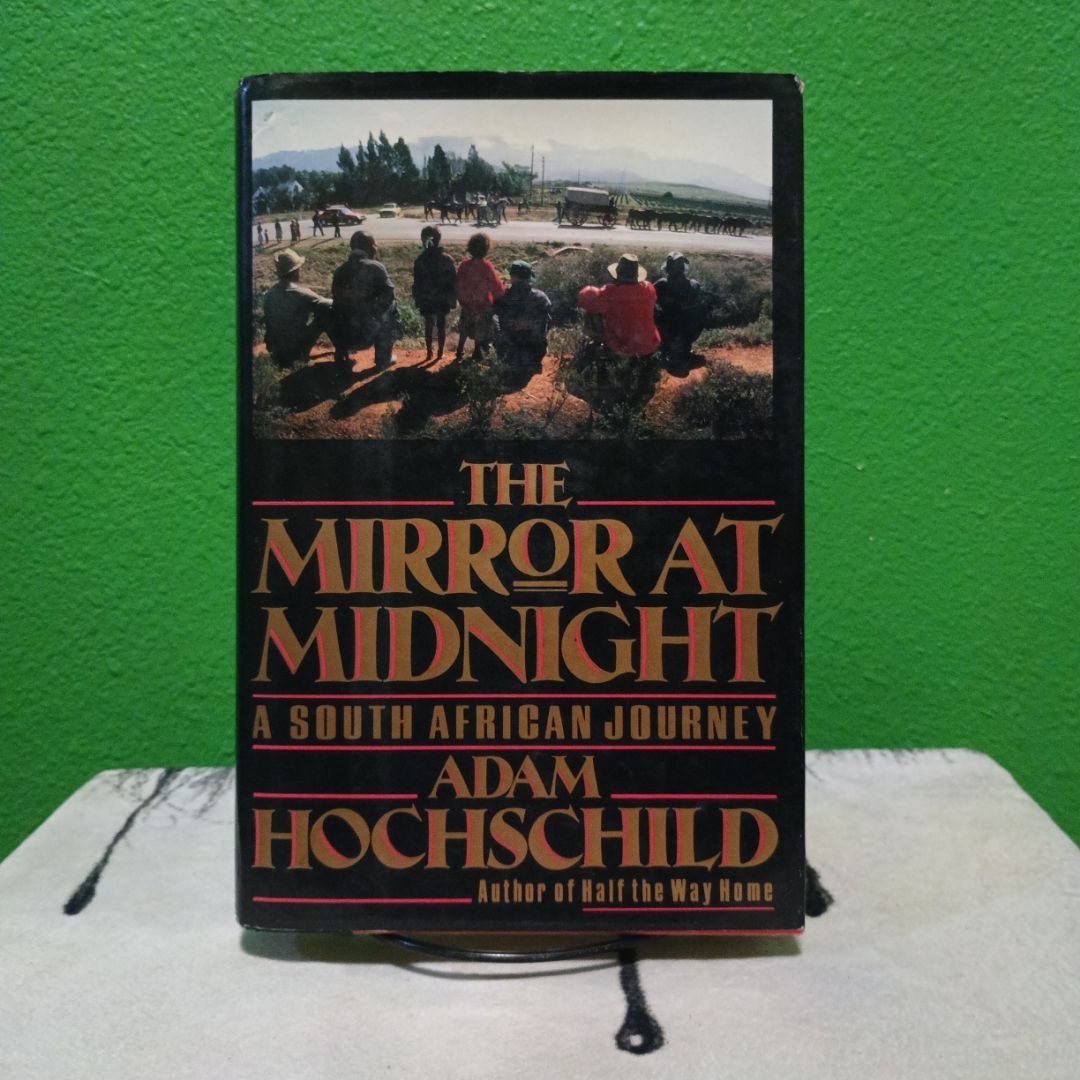 THE
MIRROR AT
MIDNIGHT
A SOUTH AFRICAN JOURNEY
ADAM
HOCHSCHILD
Author of Half the Way Home